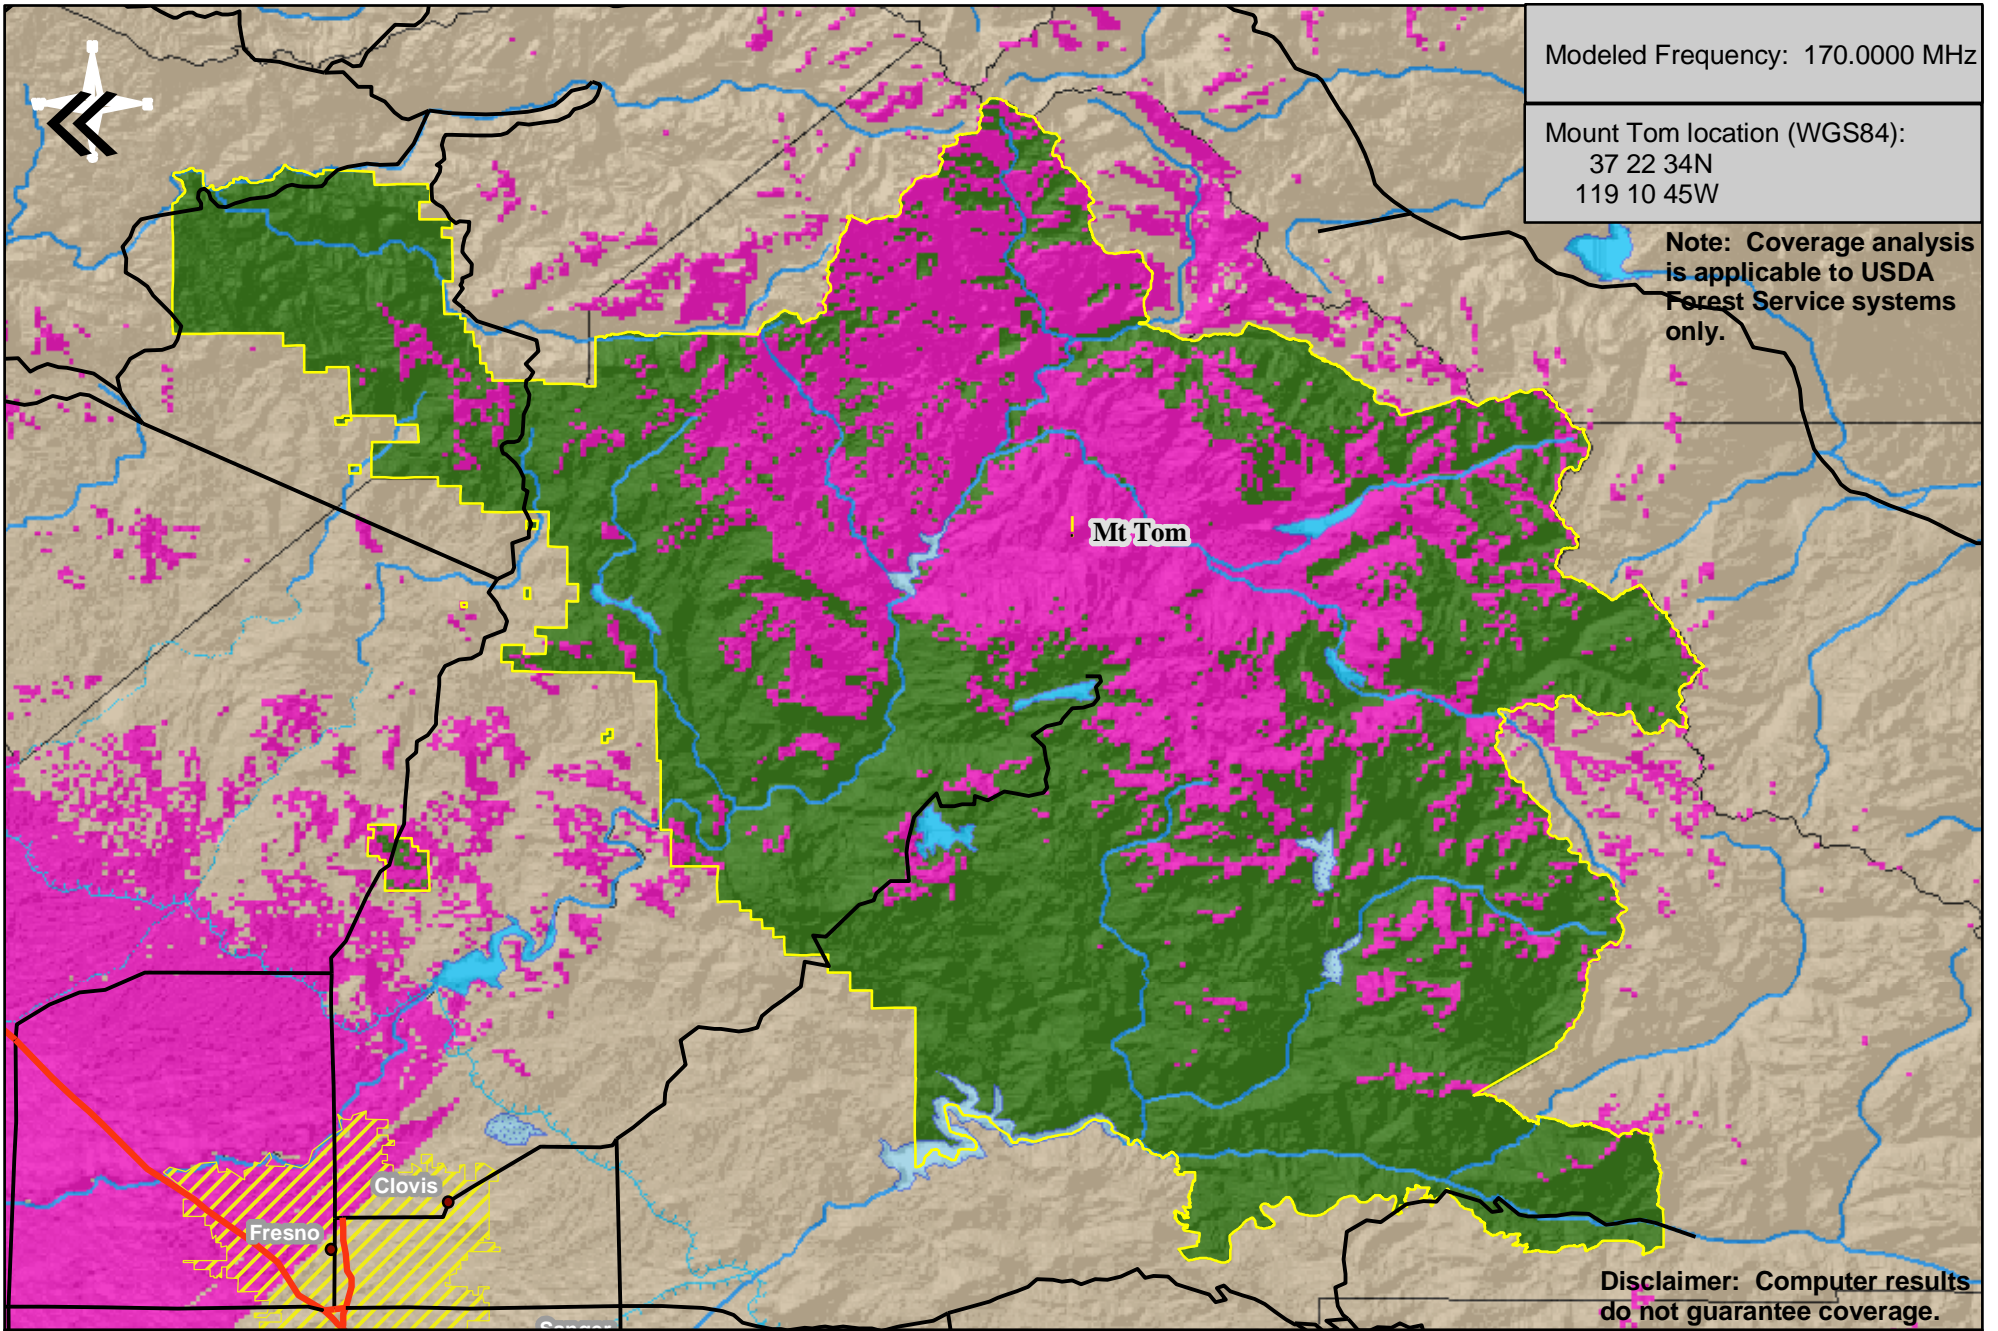 Modeled Frequency: 170.0000 MHz
Mount Tom location (WGS84):
37 22 34N
119 10 45W
Note: Coverage analysis
is applicable to USDA
Forest Service systems
only.
Mt Tom
Clovis
Fresno
Sanger
Disclaimer: Computer results
do not guarantee coverage.